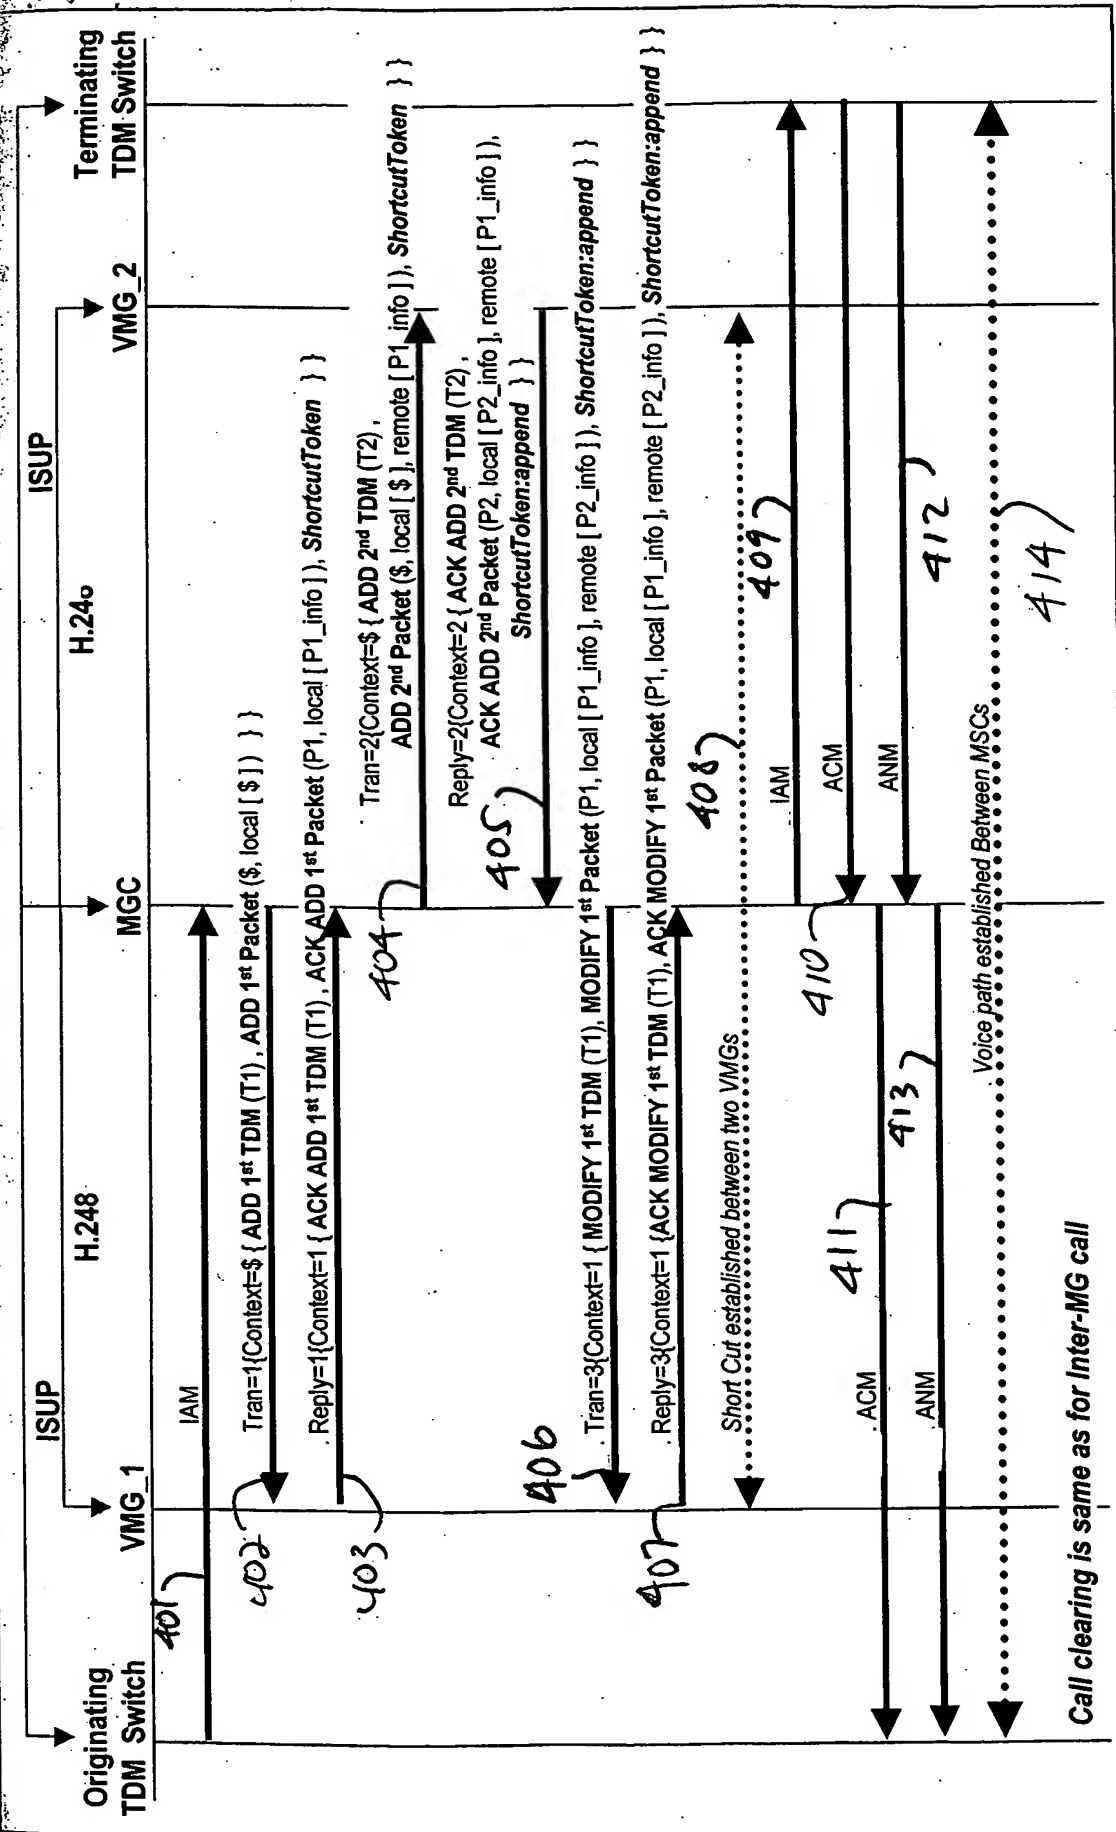 ISUP
ISUP
H.248
H.248
Originating
TDM Switch
VMG_1
MGC
VMG_2
Terminating
TDM Switch
401
IAM
Tran=1{Context=$ { ADD 1st TDM (T1) , ADD 1st Packet ($, local [ $ ]) } }
402
Reply=1{Context=1 { ACK ADD 1st TDM (T1) , ACK ADD 1st Packet (P1, local [ P1_info ]), ShortcutToken } }
403
Tran=2{Context=$ { ADD 2nd TDM (T2) ,
ADD 2nd Packet ($, local [ $ ], remote [ P1_info ]), ShortcutToken } }
404
Reply=2{Context=2 { ACK ADD 2nd TDM (T2) ,
ACK ADD 2nd Packet (P2, local [ P2_info ], remote [ P1_info ]),
ShortcutToken:append } }
405
Tran=3{Context=1 { MODIFY 1st TDM (T1), MODIFY 1st Packet (P1, local [ P1_info ], remote [ P2_info ]), ShortcutToken:append } }
406
Reply=3{Context=1 {ACK MODIFY 1st TDM (T1), ACK MODIFY 1st Packet (P1, local [ P1_info ], remote [ P2_info ]), ShortcutToken:append } }
407
Short Cut established between two VMGs
408
IAM
409
ACM
410
ACM
411
ANM
412
ANM
413
Voice path established Between MSCs
414
Call clearing is same as for Inter-MG call